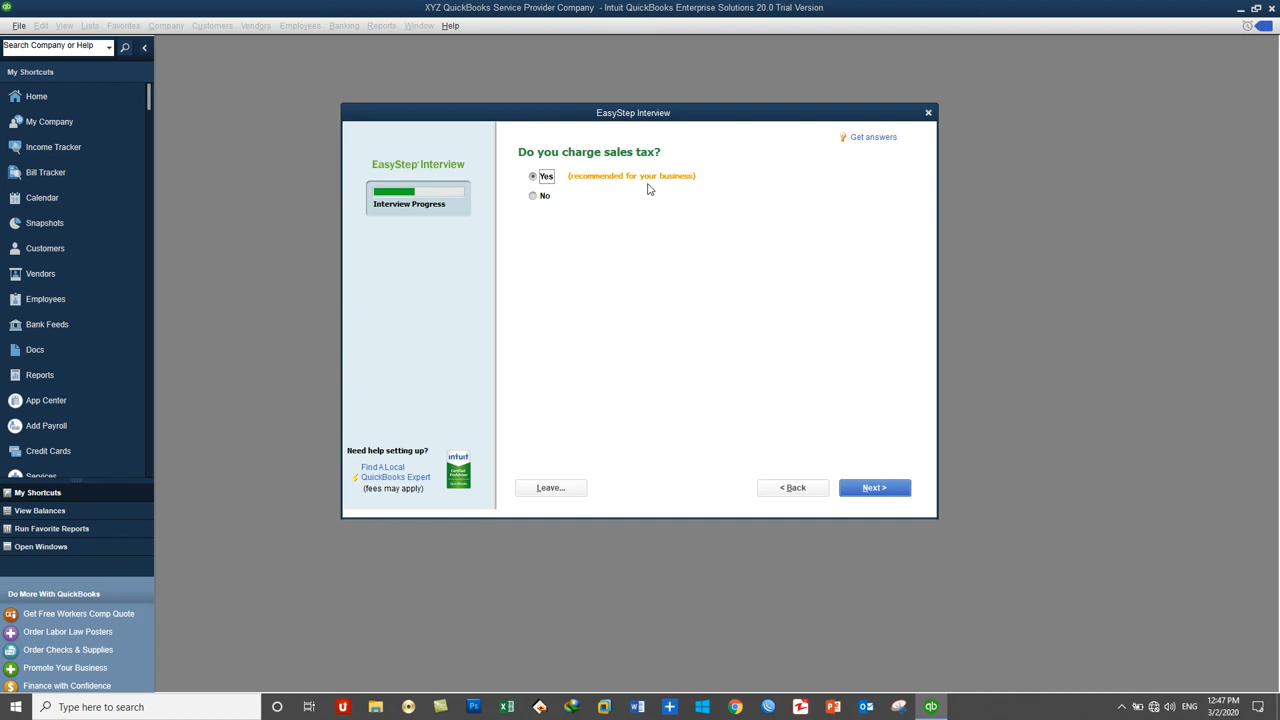 XYZ QuickBooks Service Provider Company - Intuit QuickBooks Enterprise Solutions 20.0 Trial Version
File Edit View Lists Favorites Company Customers Vendors Employees Banking Reports Window Help
Search Company or Help
My Shortcuts
Home
My Company
Income Tracker
Bill Tracker
Calendar
Snapshots
Customers
Vendors
Employees
Bank Feeds
Docs
Reports
App Center
Add Payroll
Credit Cards
Services
My Shortcuts
View Balances
Run Favorite Reports
Open Windows
Do More With QuickBooks
Get Free Workers Comp Quote
Order Labor Law Posters
Order Checks & Supplies
Promote Your Business
Finance with Confidence
EasyStep Interview
Get answers
EasyStep Interview
Interview Progress
Do you charge sales tax?
Yes (recommended for your business)
No
Need help setting up?
Find A Local
QuickBooks Expert
(fees may apply)
intuit
Leave...
< Back
Next >
Type here to search
12:47 PM
3/2/2020